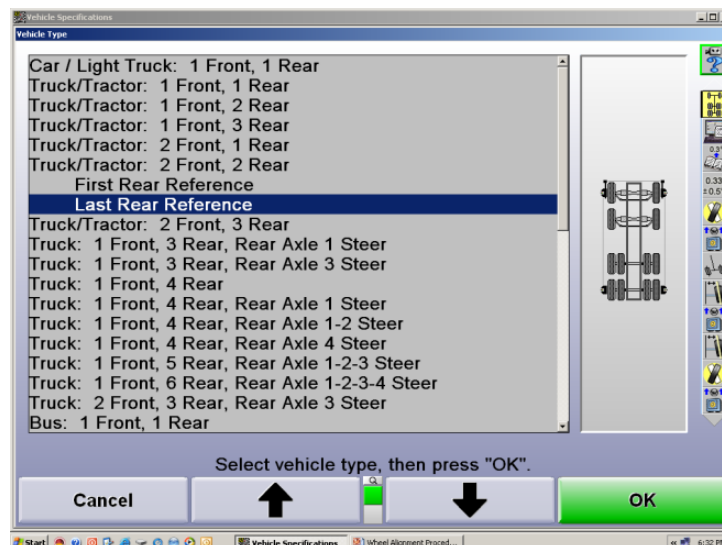 Vehicle Specifications
Vehicle Type
Car / Light Truck: 1 Front, 1 Rear
Truck/Tractor: 1 Front, 1 Rear
Truck/Tractor: 1 Front, 2 Rear
Truck/Tractor: 1 Front, 3 Rear
Truck/Tractor: 2 Front, 1 Rear
Truck/Tractor: 2 Front, 2 Rear
First Rear Reference
Last Rear Reference
Truck/Tractor: 2 Front, 3 Rear
Truck: 1 Front, 3 Rear, Rear Axle 1 Steer
Truck: 1 Front, 3 Rear, Rear Axle 3 Steer
Truck: 1 Front, 4 Rear
Truck: 1 Front, 4 Rear, Rear Axle 1 Steer
Truck: 1 Front, 4 Rear, Rear Axle 1-2 Steer
Truck: 1 Front, 4 Rear, Rear Axle 4 Steer
Truck: 1 Front, 5 Rear, Rear Axle 1-2-3 Steer
Truck: 1 Front, 6 Rear, Rear Axle 1-2-3-4 Steer
Truck: 2 Front, 3 Rear, Rear Axle 3 Steer
Bus: 1 Front, 1 Rear
Select vehicle type, then press "OK".
Cancel
OK
Start
Vehicle Specifications
Wheel Alignment Proced...
6:32 P